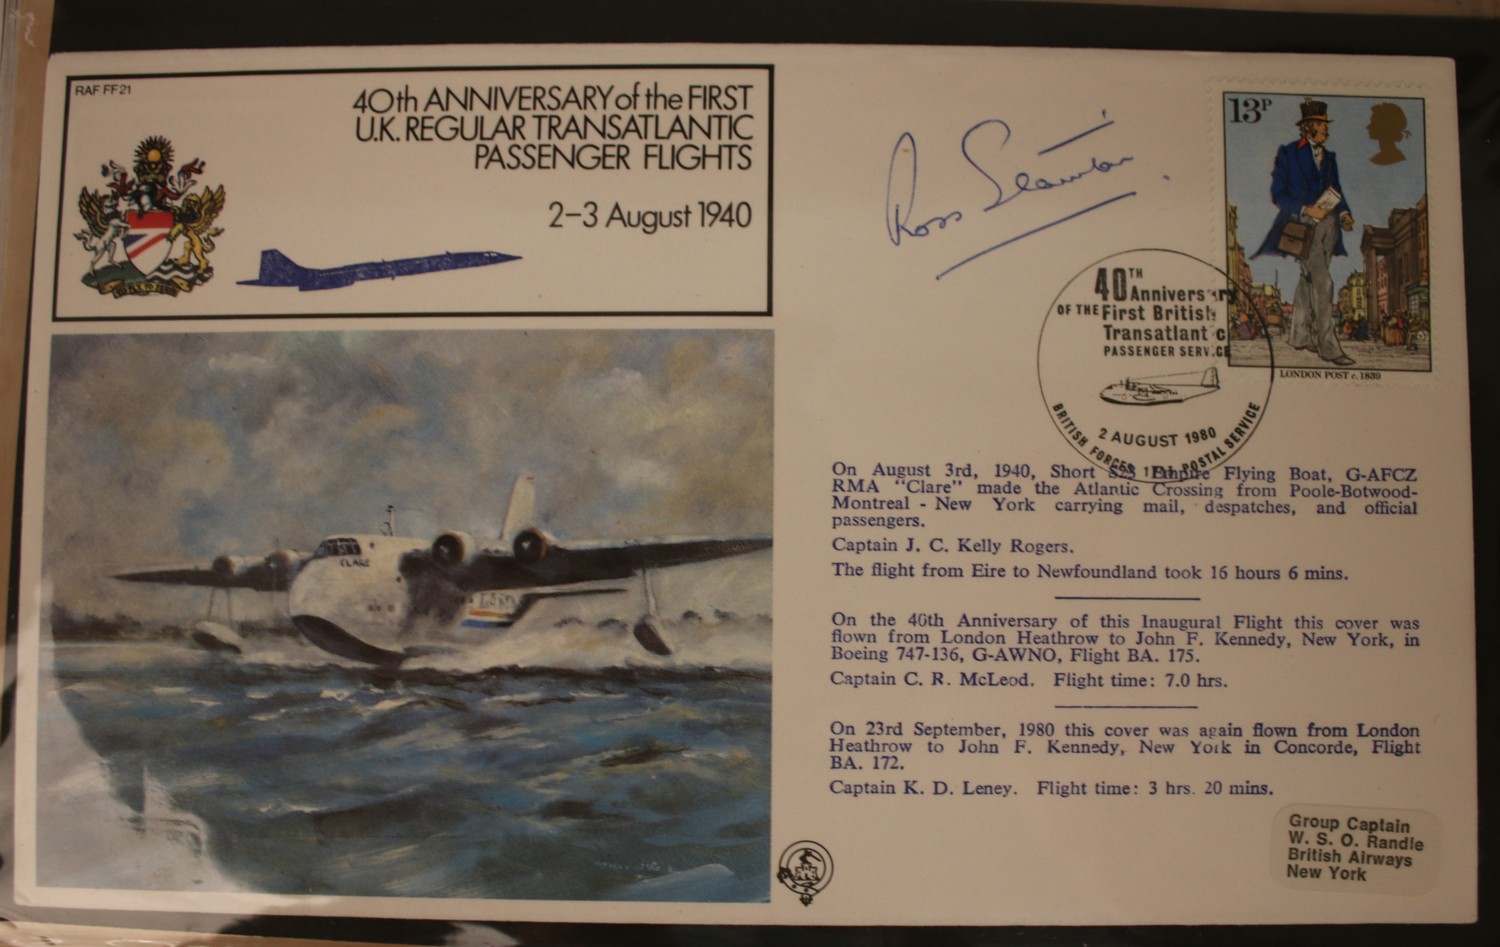 RAF FF21
40th ANNIVERSARY of the FIRST
U.K. REGULAR TRANSATLANTIC
PASSENGER FLIGHTS
2–3 August 1940
CLARE
Ross
13P
LONDON POST c. 1839
40TH
Anniversary
OF THE First British
Transatlantic
PASSENGER SERVICE
2 AUGUST 1980
BRITISH FORCES POSTAL SERVICE
On August 3rd, 1940, Short Empire Flying Boat, G-AFCZ
RMA "Clare" made the Atlantic Crossing from Poole-Botwood-
Montreal - New York carrying mail, despatches, and official
passengers.
Captain J. C. Kelly Rogers.
The flight from Eire to Newfoundland took 16 hours 6 mins.
On the 40th Anniversary of this Inaugural Flight this cover was
flown from London Heathrow to John F. Kennedy, New York, in
Boeing 747-136, G-AWNO, Flight BA. 175.
Captain C. R. McLeod. Flight time: 7.0 hrs.
On 23rd September, 1980 this cover was again flown from London
Heathrow to John F. Kennedy, New York in Concorde, Flight
BA. 172.
Captain K. D. Leney. Flight time: 3 hrs. 20 mins.
Group Captain
W. S. O. Randle
British Airways
New York